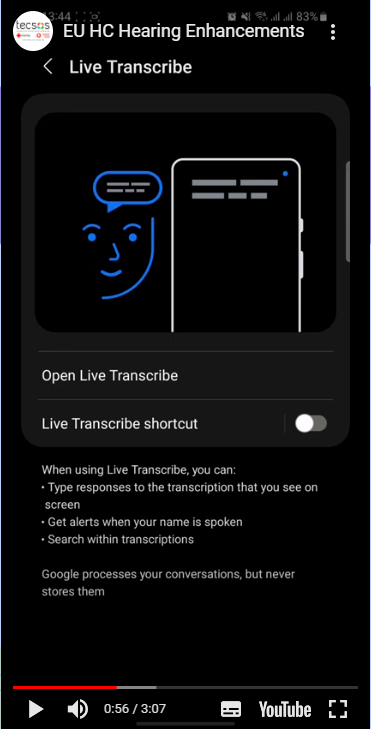 tecsos
13:44
83%
EU HC Hearing Enhancements
Live Transcribe
Open Live Transcribe
Live Transcribe shortcut
When using Live Transcribe, you can:
• Type responses to the transcription that you see on
screen
• Get alerts when your name is spoken
• Search within transcriptions
Google processes your conversations, but never
stores them
0:56 / 3:07
YouTube